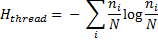 H_thread = − ∑_i n_i/N log n_i/N